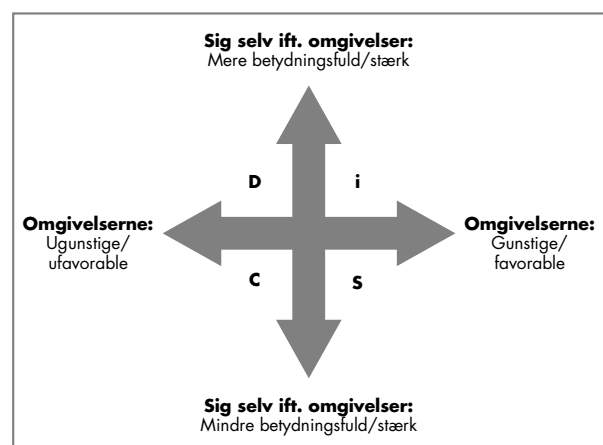 Sig selv ift. omgivelser:
Mere betydningsfuld/stærk
D
i
Omgivelserne:
Ugunstige/
ufavorable
Omgivelserne:
Gunstige/
favorable
C
S
Sig selv ift. omgivelser:
Mindre betydningsfuld/stærk